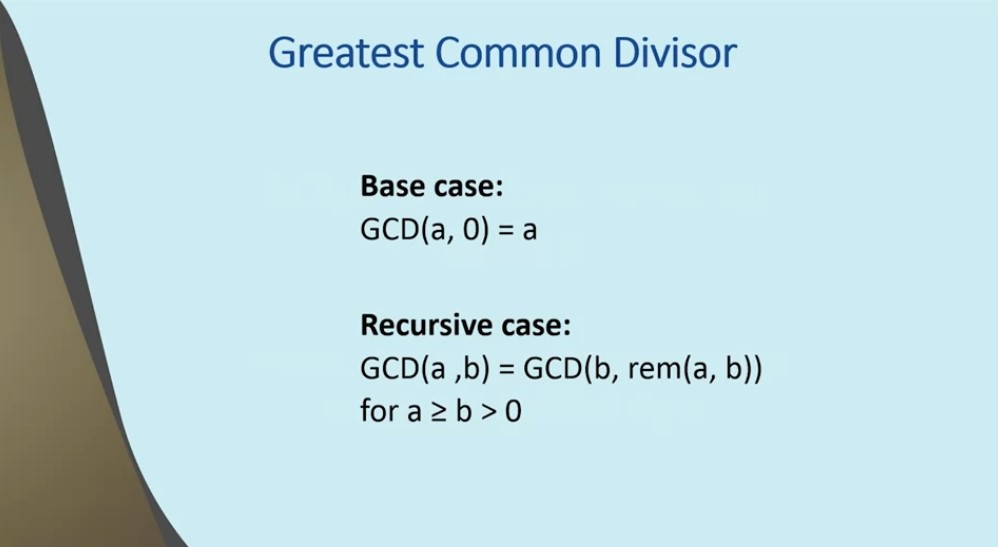 Greatest Common Divisor
Base case:
GCD(a, 0) = a
Recursive case:
GCD(a ,b) = GCD(b, rem(a, b))
for a ≥ b > 0